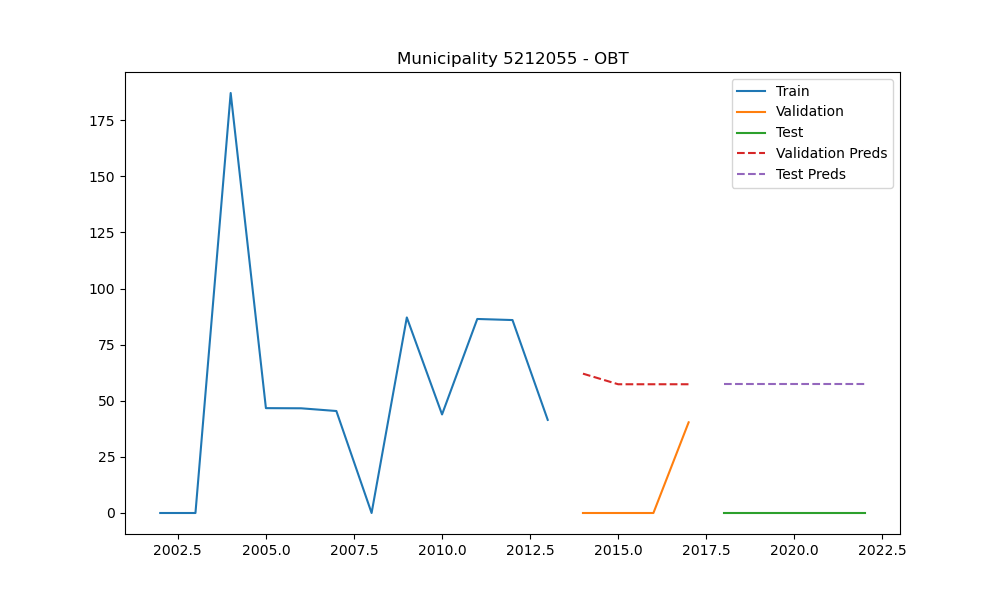 Municipality 5212055 - OBT
Train
Validation
Test
Validation Preds
Test Preds
175
150
125
100
75
50
25
0
2002.5 2005.0 2007.5 2010.0 2012.5 2015.0 2017.5 2020.0 2022.5